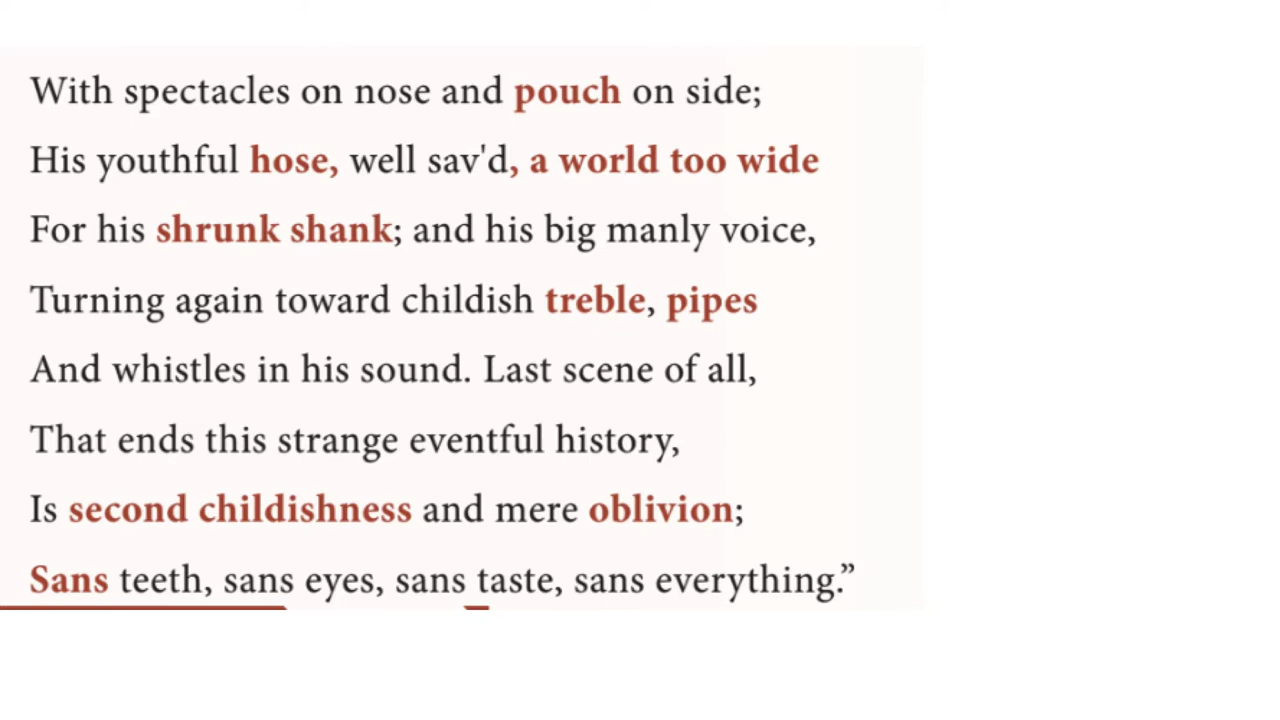 With spectacles on nose and pouch on side;
His youthful hose, well sav'd, a world too wide
For his shrunk shank; and his big manly voice,
Turning again toward childish treble, pipes
And whistles in his sound. Last scene of all,
That ends this strange eventful history,
Is second childishness and mere oblivion;
Sans teeth, sans eyes, sans taste, sans everything.”